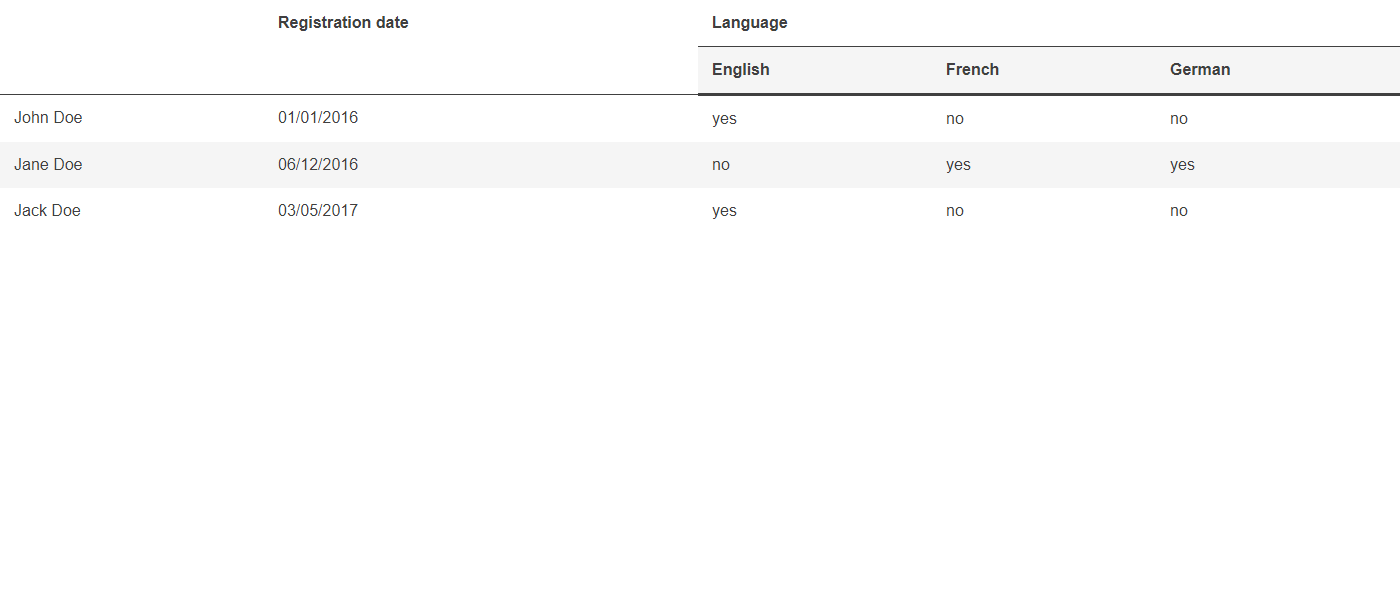 Registration date Language
English French German
John Doe 01/01/2016 yes no no
Jane Doe 06/12/2016 no yes yes
Jack Doe 03/05/2017 yes no no